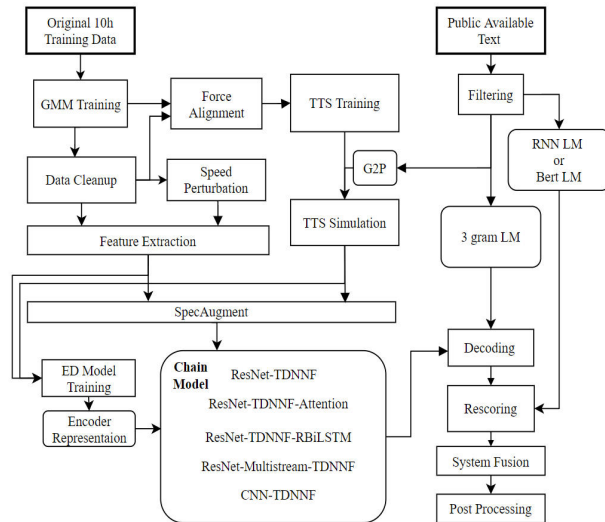 Original 10h
Training Data
Public Available
Text
GMM Training
Force
Alignment
TTS Training
Filtering
RNN LM
or
Bert LM
Data Cleanup
Speed
Perturbation
G2P
Feature Extraction
TTS Simulation
3 gram LM
SpecAugment
ED Model
Training
Encoder
Representaion
Chain
Model
ResNet-TDNNF
ResNet-TDNNF-Attention
ResNet-TDNNF-RBiLSTM
ResNet-Multistream-TDNNF
CNN-TDNNF
Decoding
Rescoring
System Fusion
Post Processing